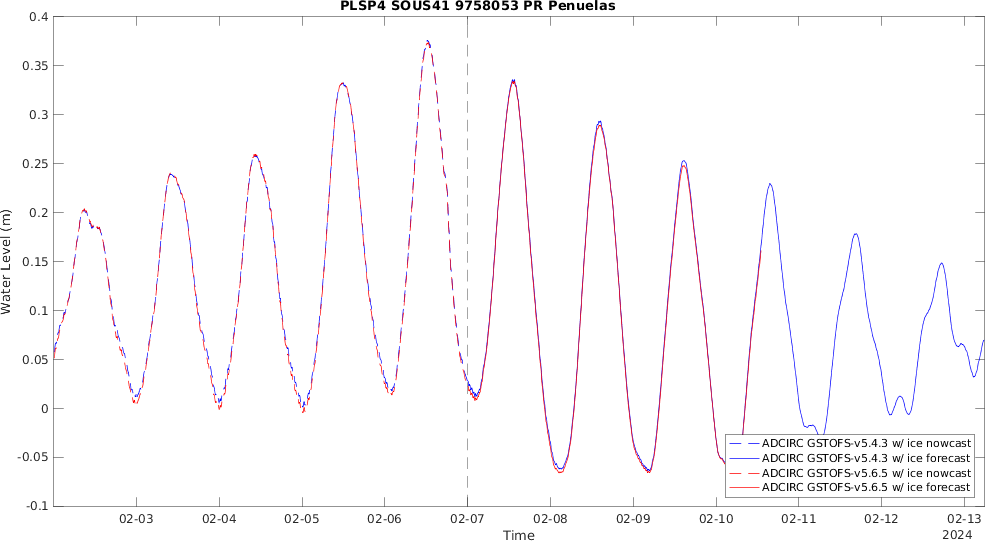 PLSP4 SOUS41 9758053 PR Penuelas
0.4
0.35
0.3
0.25
0.2
0.15
0.1
0.05
0
-0.05
-0.1
Water Level (m)
ADCIRC GSTOFS-v5.4.3 w/ ice nowcast
ADCIRC GSTOFS-v5.4.3 w/ ice forecast
ADCIRC GSTOFS-v5.6.5 w/ ice nowcast
ADCIRC GSTOFS-v5.6.5 w/ ice forecast
02-03 02-04 02-05 02-06 02-07 02-08 02-09 02-10 02-11 02-12 02-13
Time
2024